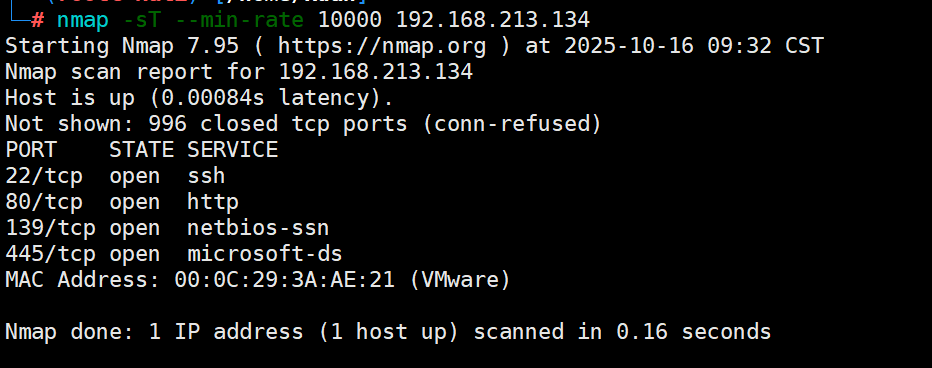 # nmap -sT --min-rate 10000 192.168.213.134
Starting Nmap 7.95 ( https://nmap.org ) at 2025-10-16 09:32 CST
Nmap scan report for 192.168.213.134
Host is up (0.00084s latency).
Not shown: 996 closed tcp ports (conn-refused)
PORT    STATE SERVICE
22/tcp  open  ssh
80/tcp  open  http
139/tcp open  netbios-ssn
445/tcp open  microsoft-ds
MAC Address: 00:0C:29:3A:AE:21 (VMware)
Nmap done: 1 IP address (1 host up) scanned in 0.16 seconds